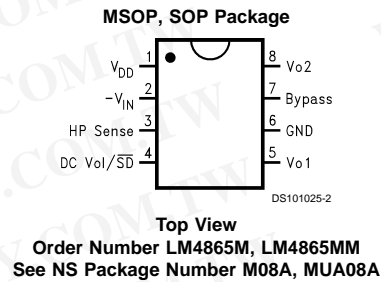 MSOP, SOP Package
1
V_DD
8
Vo2
2
-V_IN
7
Bypass
3
HP Sense
6
GND
4
DC Vol/S̅D̅
5
Vo1
DS101025-2
Top View
Order Number LM4865M, LM4865MM
See NS Package Number M08A, MUA08A